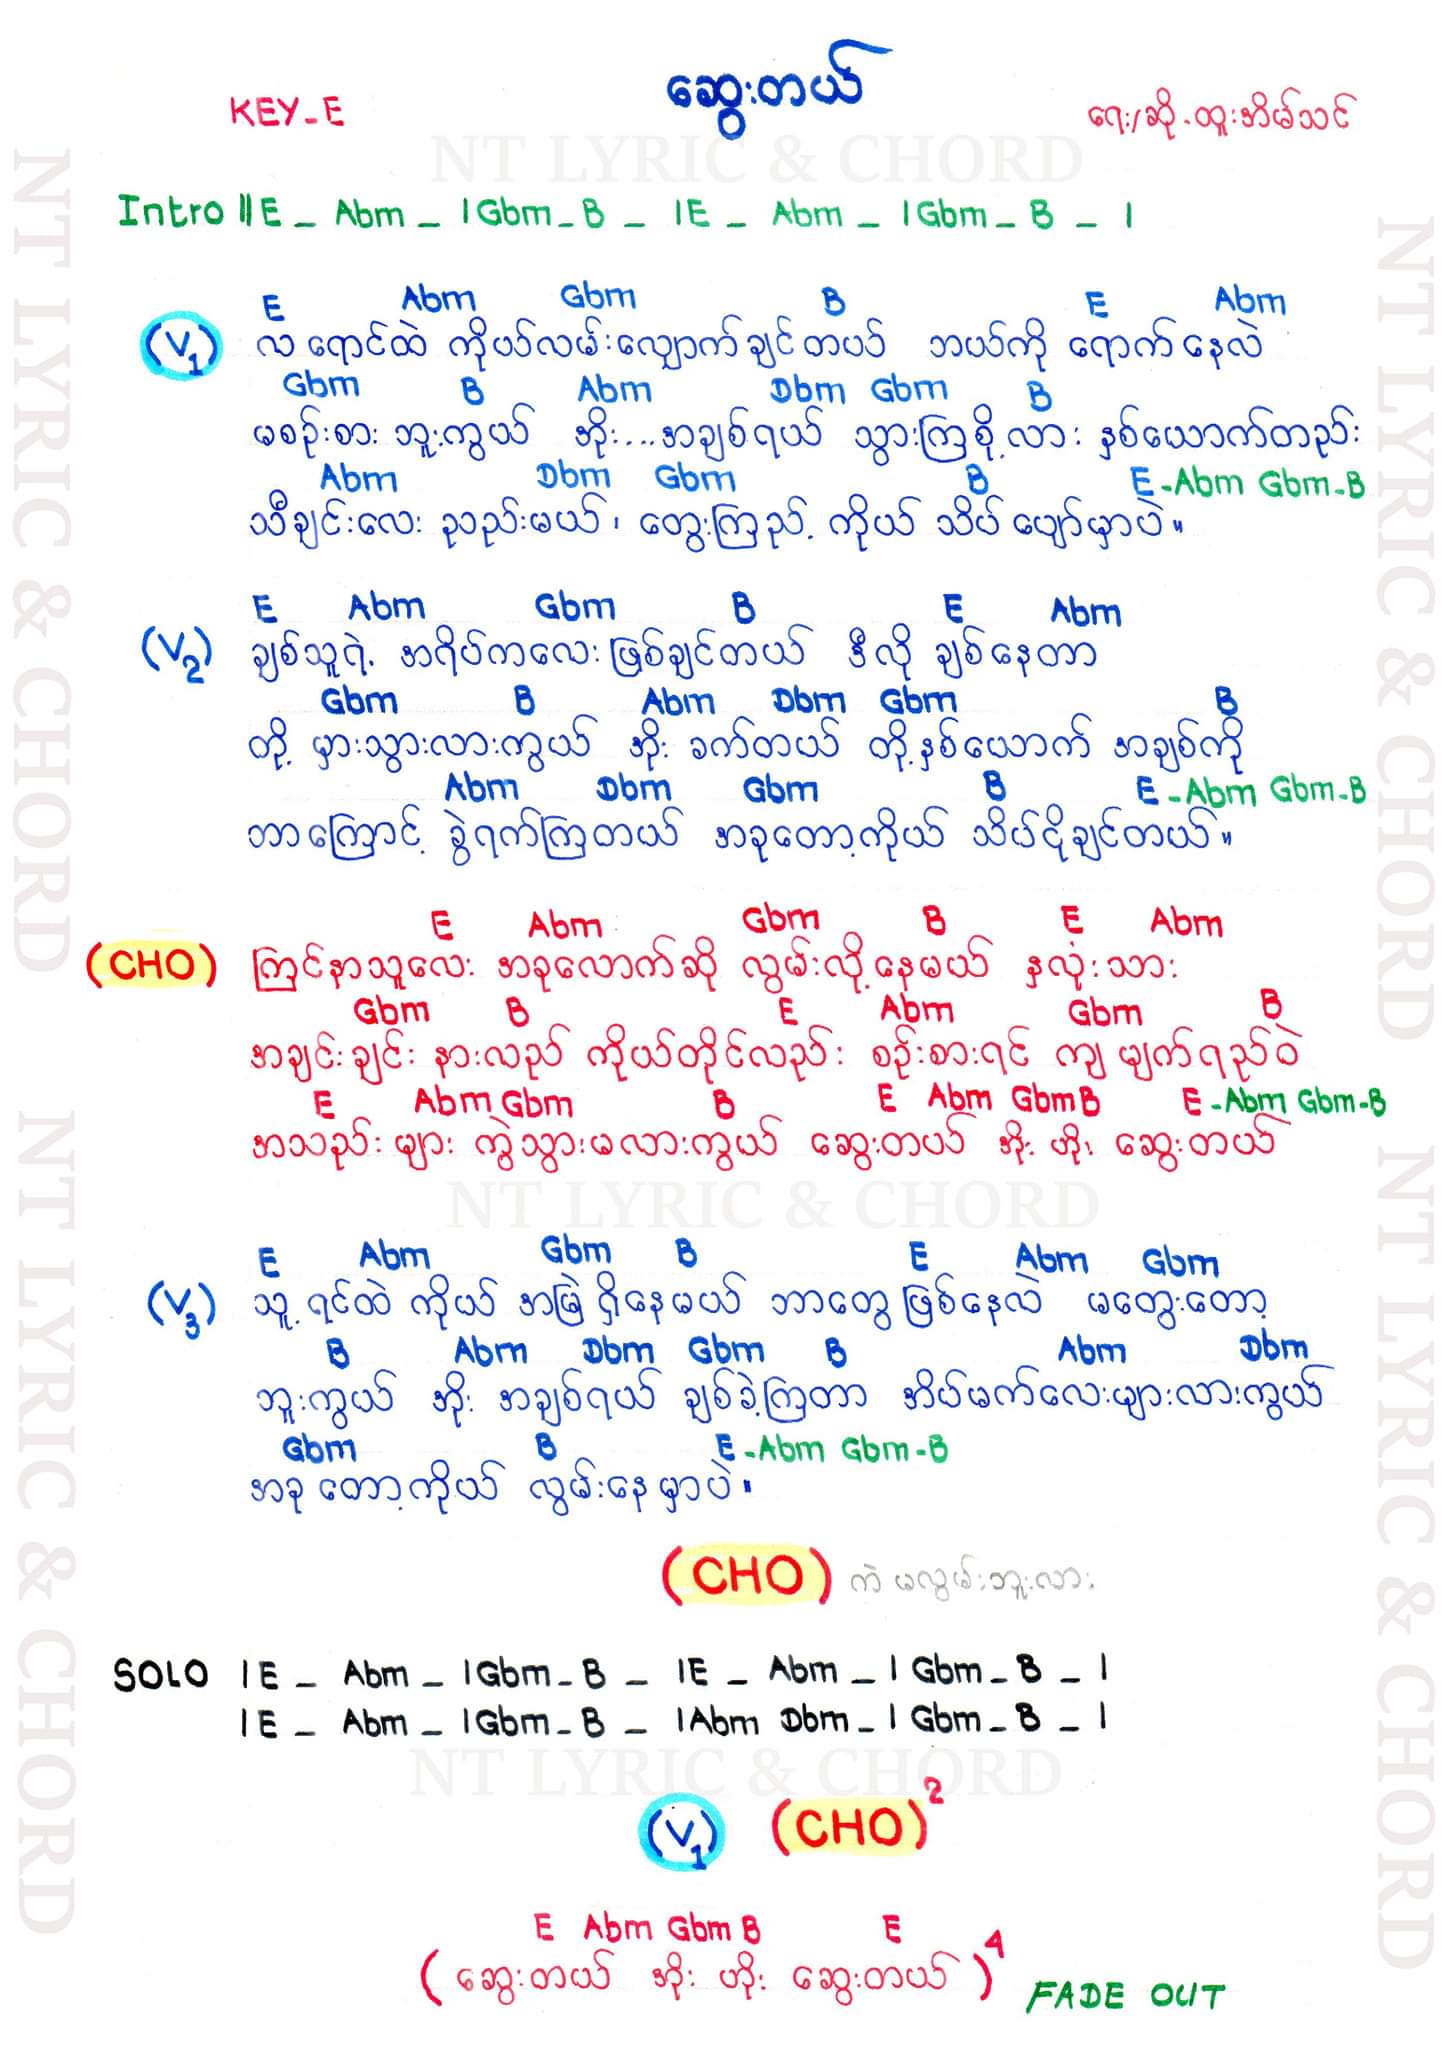 ဆွေးတယ်
KEY_E
ရေး/ဆို-ထူးအိမ်သင်
NT LYRIC & CHORD
Intro ||E _ Abm _ |Gbm_B _ |E _ Abm _ |Gbm_B _ |
E Abm Gbm B E Abm
(V1) လရောင်ထဲ ကိုယ်လမ်းလျှောက်ချင်တယ် ဘယ်ကို ရောက်နေလဲ
Gbm B Abm Dbm Gbm B
မစဉ်းစားဘူးကွယ် အိုး...အချစ်ရယ် သွားကြစို့လား နှစ်ယောက်တည်း
Abm Dbm Gbm B E-Abm Gbm-B
သီချင်းလေး ညည်းမယ်၊ တွေးကြည့် ကိုယ် သိပ်ပျော်မှာပဲ။
E Abm Gbm B E Abm
(V2) ချစ်သူရဲ့ အရိပ်ကလေးဖြစ်ချင်တယ် ဒီလို ချစ်နေတာ
Gbm B Abm Dbm Gbm B
တို့ မှားသွားလားကွယ် အိုး ခက်တယ် တို့နှစ်ယောက် အချစ်ကို
Abm Dbm Gbm B E-Abm Gbm-B
ဘာကြောင့် ခွဲရက်ကြတယ် အခုတော့ကိုယ် သိပ်ငိုချင်တယ်။
E Abm Gbm B E Abm
(CHO) ကြင်နာသူလေး အခုလောက်ဆို လွမ်းလို့နေမယ် နှလုံးသား
Gbm B E Abm Gbm B
အချင်းချင်း နားလည် ကိုယ်တိုင်လည်း စဉ်းစားရင် ကျ မျက်ရည်ဝဲ
E Abm Gbm B E Abm Gbm B E-Abm Gbm-B
အသည်းများ ကွဲသွားမလားကွယ် ဆွေးတယ် အိုး ဟိုး ဆွေးတယ်
NT LYRIC & CHORD
E Abm Gbm B E Abm Gbm
(V3) သူ့ရင်ထဲ ကိုယ် အမြဲ ရှိနေမယ် ဘာတွေ ဖြစ်နေလဲ မတွေးတော့
B Abm Dbm Gbm B Abm Dbm
ဘူးကွယ် အိုး အချစ်ရယ် ချစ်ခဲ့ကြတာ အိပ်မက်လေးများလားကွယ်
Gbm B E-Abm Gbm-B
အခုတော့ကိုယ် လွမ်းနေမှာပဲ။
(CHO) ကဲ မလွမ်းဘူးလား
SOLO |E _ Abm _ |Gbm_B _ |E _ Abm _ |Gbm_B _ |
|E _ Abm _ |Gbm_B _ |Abm Dbm_|Gbm_B _ |
NT LYRIC & CHORD
(V1) (CHO)2
E Abm Gbm B E
(ဆွေးတယ် အိုး ဟိုး ဆွေးတယ်)4
FADE OUT
NT LYRIC & CHORD
NT LYRIC & CHORD
NT LYRIC & CHORD
NT LYRIC & CHORD